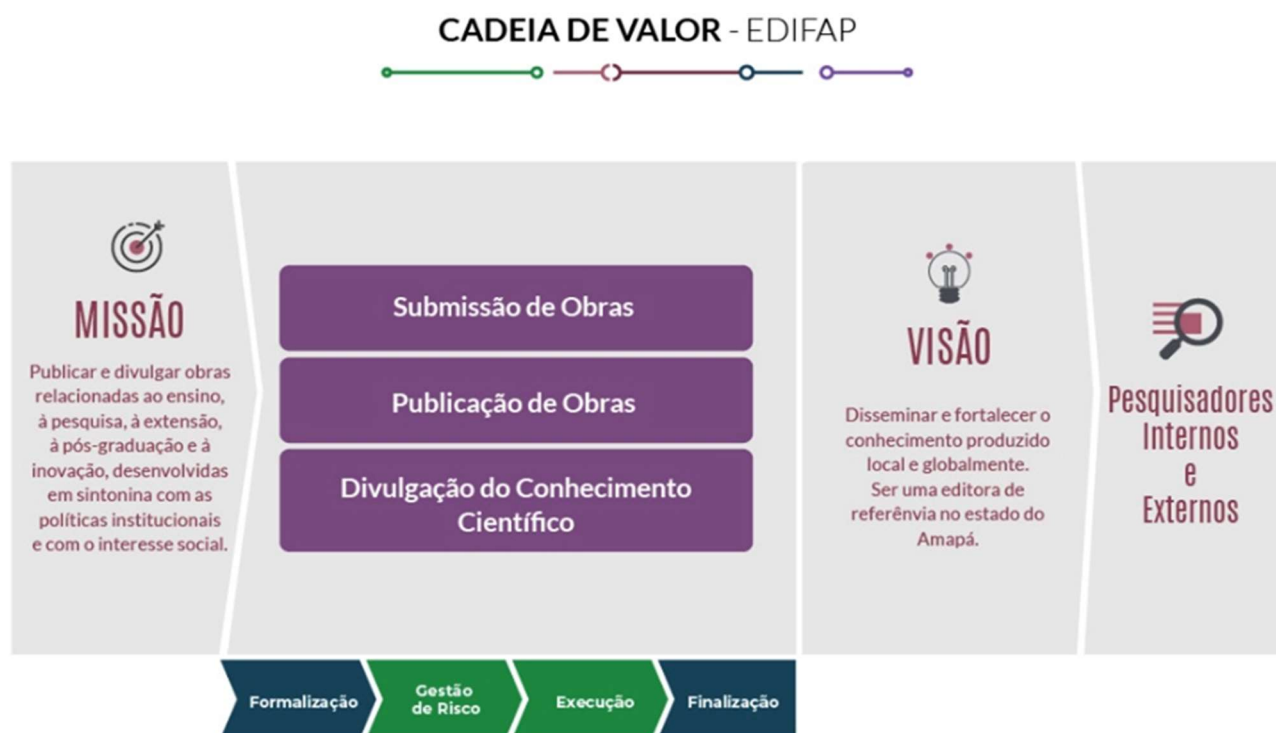 CADEIA DE VALOR - EDIFAP
MISSÃO
Publicar e divulgar obras
relacionadas ao ensino,
à pesquisa, à extensão,
à pós-graduação e à
inovação, desenvolvidas
em sintonina com as
políticas institucionais
e com o interesse social.
Submissão de Obras
Publicação de Obras
Divulgação do Conhecimento
Científico
VISÃO
Disseminar e fortalecer o
conhecimento produzido
local e globalmente.
Ser uma editora de
referênvia no estado do
Amapá.
Pesquisadores
Internos
e
Externos
Formalização
Gestão
de Risco
Execução
Finalização